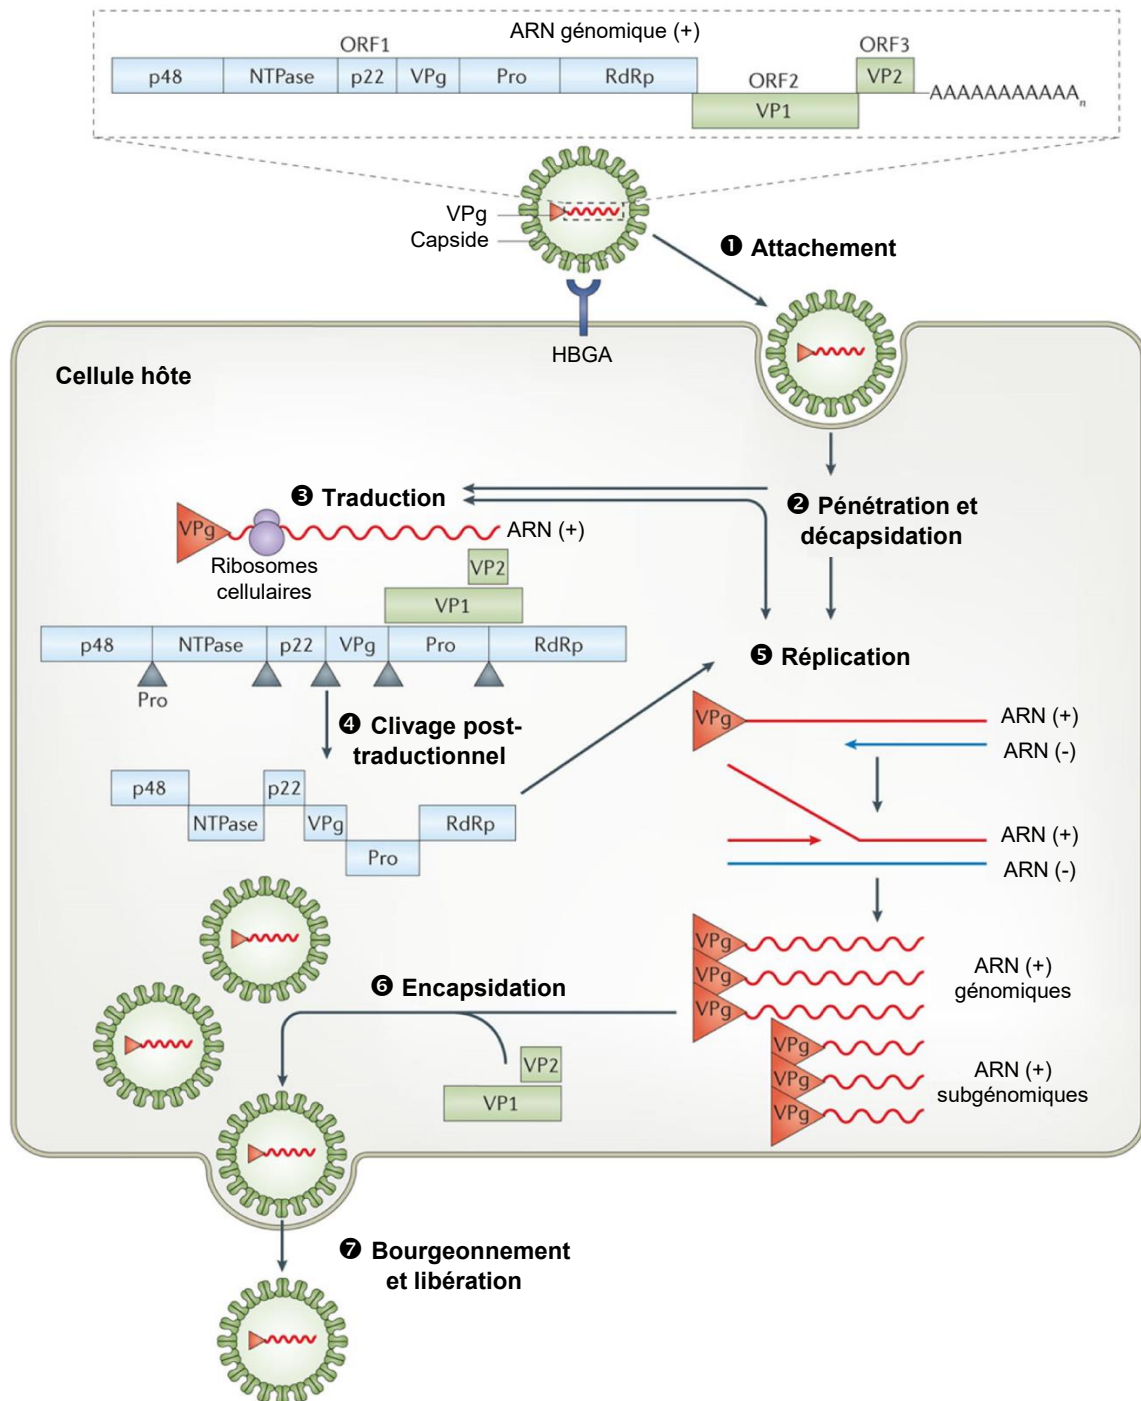 ARN génomique (+)
ORF1
ORF3
p48
NTPase
p22
VPg
Pro
RdRp
ORF2
VP2
AAAAAAAAAAAn
VP1
VPg
Capside
❶ Attachement
HBGA
Cellule hôte
❸ Traduction
❷ Pénétration et
décapsidation
VPg
ARN (+)
Ribosomes
cellulaires
VP2
VP1
p48
NTPase
p22
VPg
Pro
RdRp
Pro
❺ Réplication
❹ Clivage post-
traductionnel
VPg
ARN (+)
ARN (-)
p48
p22
NTPase
VPg
RdRp
Pro
ARN (+)
ARN (-)
VPg
VPg
VPg
ARN (+)
génomiques
❻ Encapsidation
VPg
VPg
VPg
ARN (+)
subgénomiques
VP2
VP1
❼ Bourgeonnement
et libération